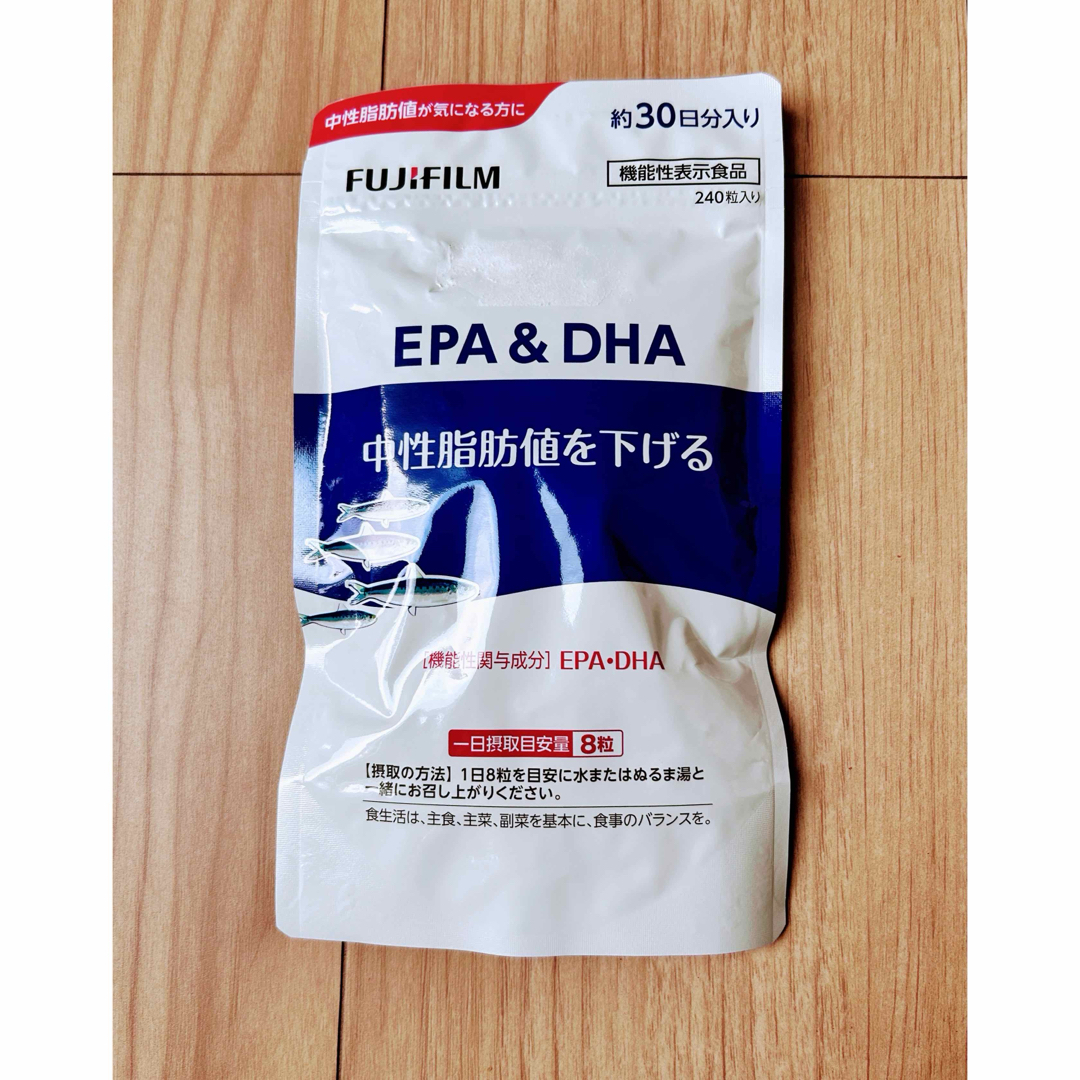 中性脂肪値が気になる方に
約30日分入り
FUJIFILM
機能性表示食品
240粒入り
EPA & DHA
中性脂肪値を下げる
[機能性関与成分] EPA・DHA
一日摂取目安量 8粒
【摂取の方法】1日8粒を目安に水またはぬるま湯と
一緒にお召し上がりください。
食生活は、主食、主菜、副菜を基本に、食事のバランスを。